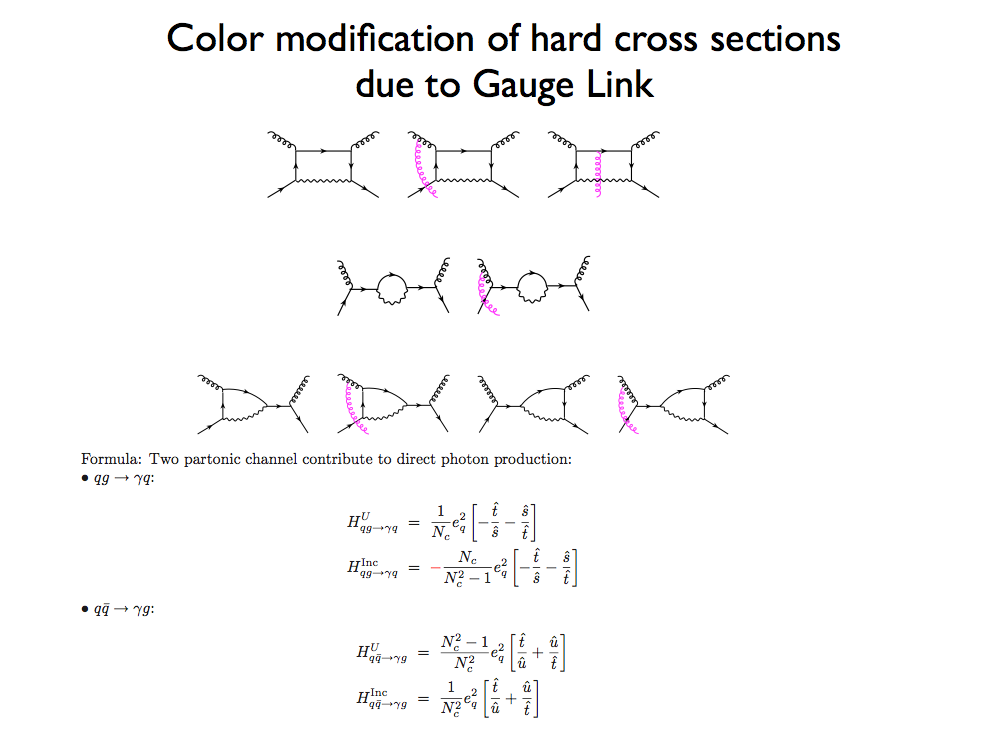 Color modification of hard cross sections
due to Gauge Link
Formula: Two partonic channel contribute to direct photon production:
• qg → γq:
H^U_{qg→γq} = \frac{1}{N_c} e_q^2 [ -\frac{\hat{t}}{\hat{s}} - \frac{\hat{s}}{\hat{t}} ]
H^{Inc}_{qg→γq} = -\frac{N_c}{N_c^2 - 1} e_q^2 [ -\frac{\hat{t}}{\hat{s}} - \frac{\hat{s}}{\hat{t}} ]
• q\bar{q} → γg:
H^U_{q\bar{q}→γg} = \frac{N_c^2 - 1}{N_c^2} e_q^2 [ \frac{\hat{t}}{\hat{u}} + \frac{\hat{u}}{\hat{t}} ]
H^{Inc}_{q\bar{q}→γg} = \frac{1}{N_c^2} e_q^2 [ \frac{\hat{t}}{\hat{u}} + \frac{\hat{u}}{\hat{t}} ]